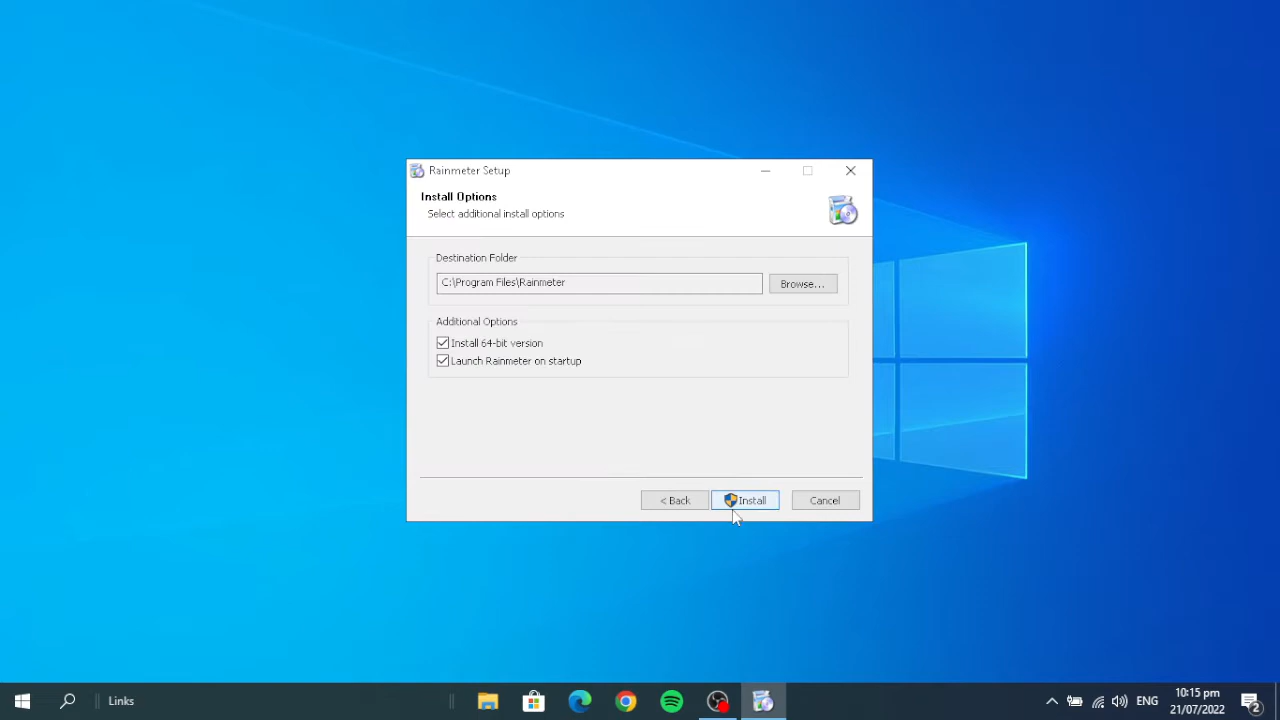 Rainmeter Setup
Install Options
Select additional install options
Destination Folder
C:\Program Files\Rainmeter
Browse...
Additional Options
Install 64-bit version
Launch Rainmeter on startup
< Back
Install
Cancel
Links
ENG
10:15 pm
21/07/2022
2